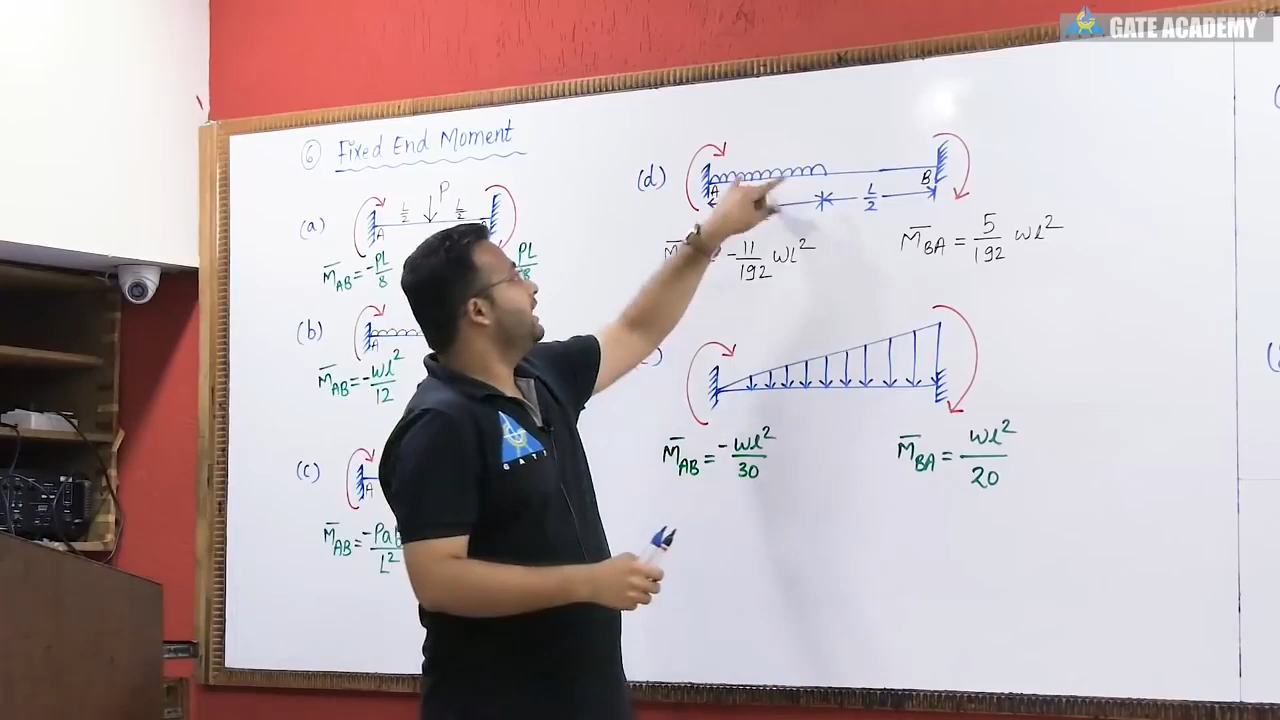 GATE ACADEMY
⑥ Fixed End Moment
(a)
P
L/2 L/2
A
M̅AB = -PL/8
PL/8
(b)
A
M̅AB = -wl²/12
(c)
A
M̅AB = -Pab
L²
(d)
A B
L/2
-11/192 wl²
M̅BA = 5/192 wl²
M̅AB = -wl²/30
M̅BA = wl²/20
GATE